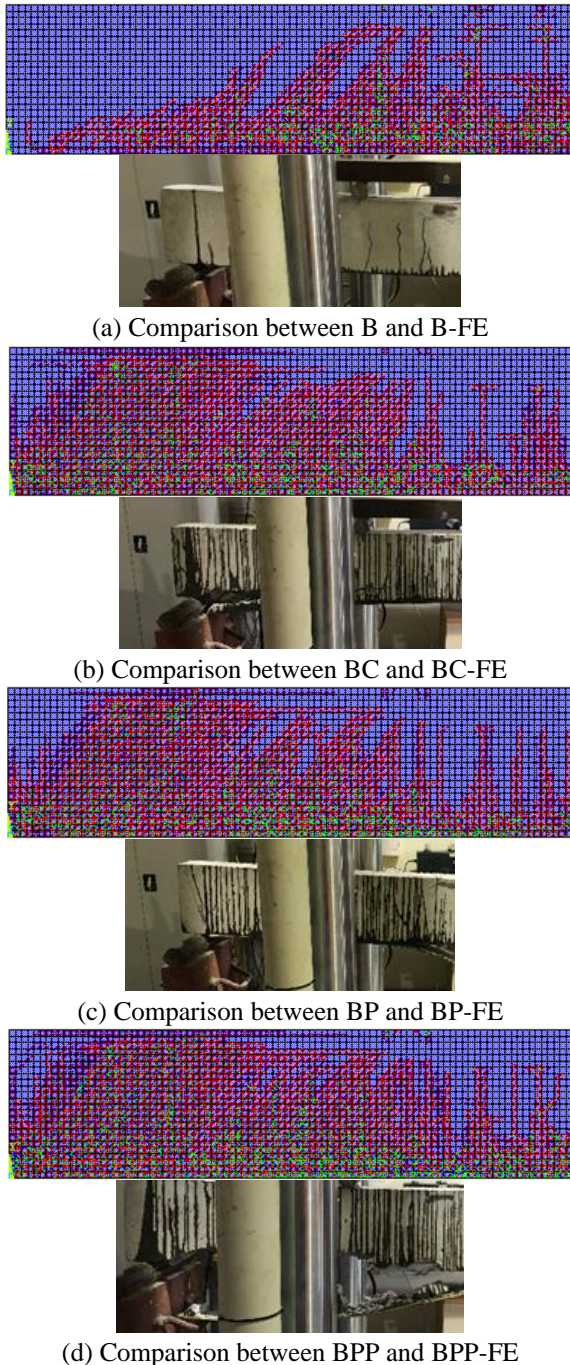 (a) Comparison between B and B-FE
(b) Comparison between BC and BC-FE
(c) Comparison between BP and BP-FE
(d) Comparison between BPP and BPP-FE